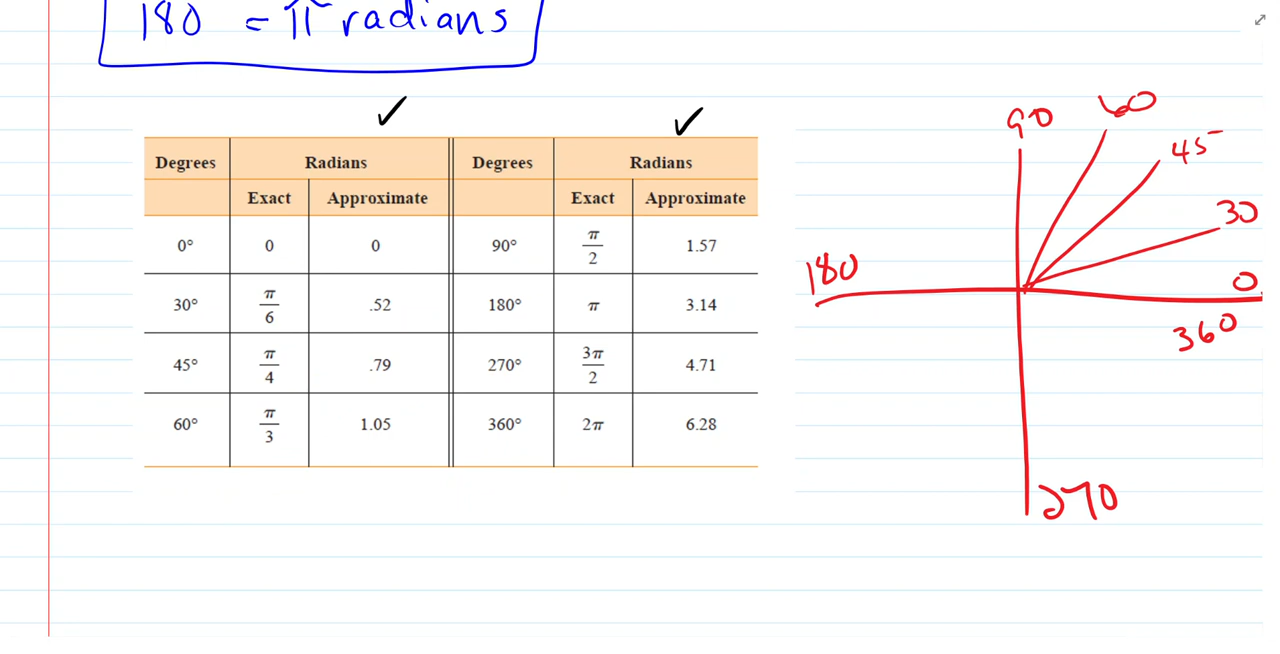 180 = π radians
✓ ✓
Degrees Radians Degrees Radians
Exact Approximate Exact Approximate
0° 0 0 90° π/2 1.57
30° π/6 .52 180° π 3.14
45° π/4 .79 270° 3π/2 4.71
60° π/3 1.05 360° 2π 6.28
90 60
45
30
180 0
360
270